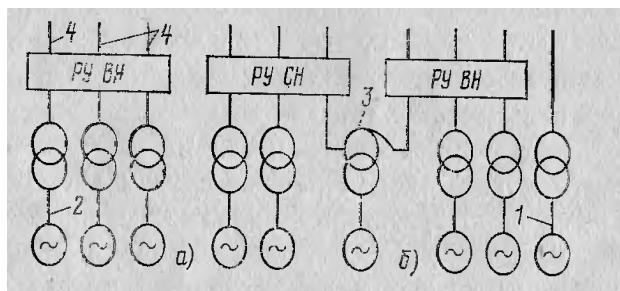 4 4
РУ ВН РУ СН РУ ВН
3
2 1
~ ~ ~ а) ~ ~ ~ б) ~ ~ ~